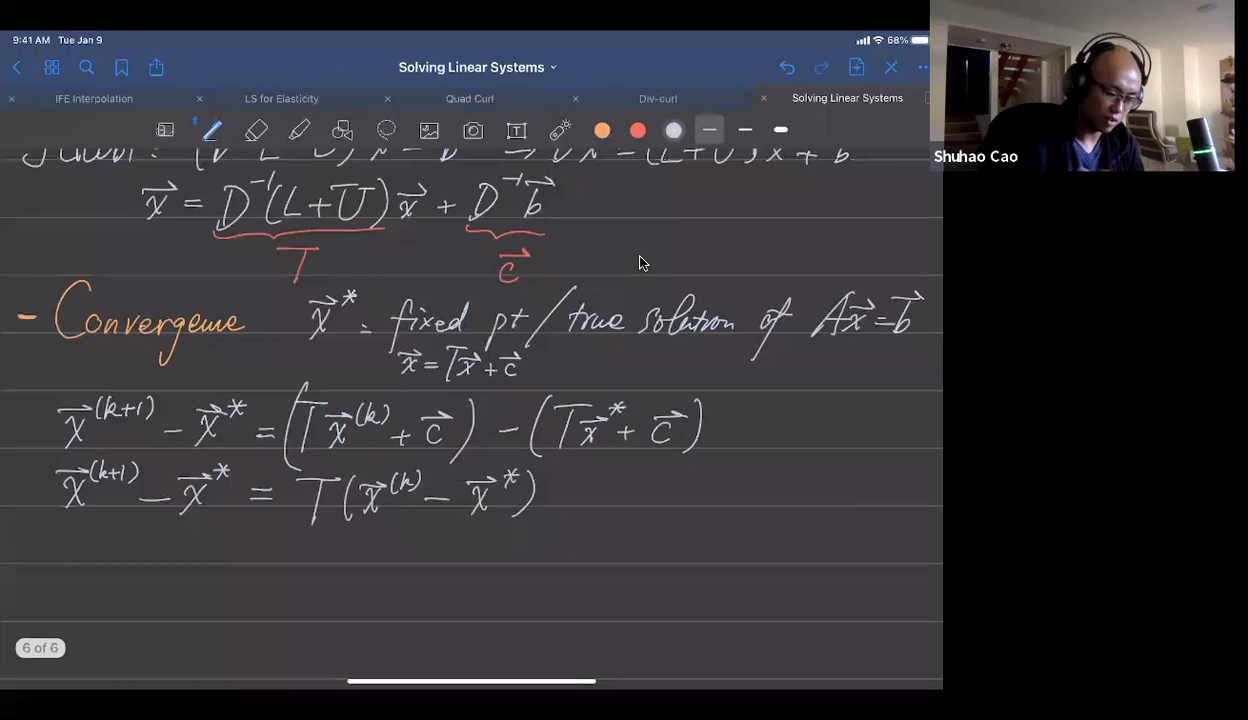 9:41 AM Tue Jan 9
68%
Solving Linear Systems
IFE Interpolation
LS for Elasticity
Quad Curl
Div-curl
Solving Linear Systems
Shuhao Cao
x⃗ = D⁻¹(L+U)x⃗ + D⁻¹b⃗
T c⃗
- Convergence x⃗* = fixed pt/true solution of Ax⃗=b⃗
x⃗=Tx⃗+c⃗
x⃗^(k+1) - x⃗* = (Tx⃗^(k) + c⃗) - (Tx⃗* + c⃗)
x⃗^(k+1) - x⃗* = T(x⃗^(k) - x⃗*)
6 of 6